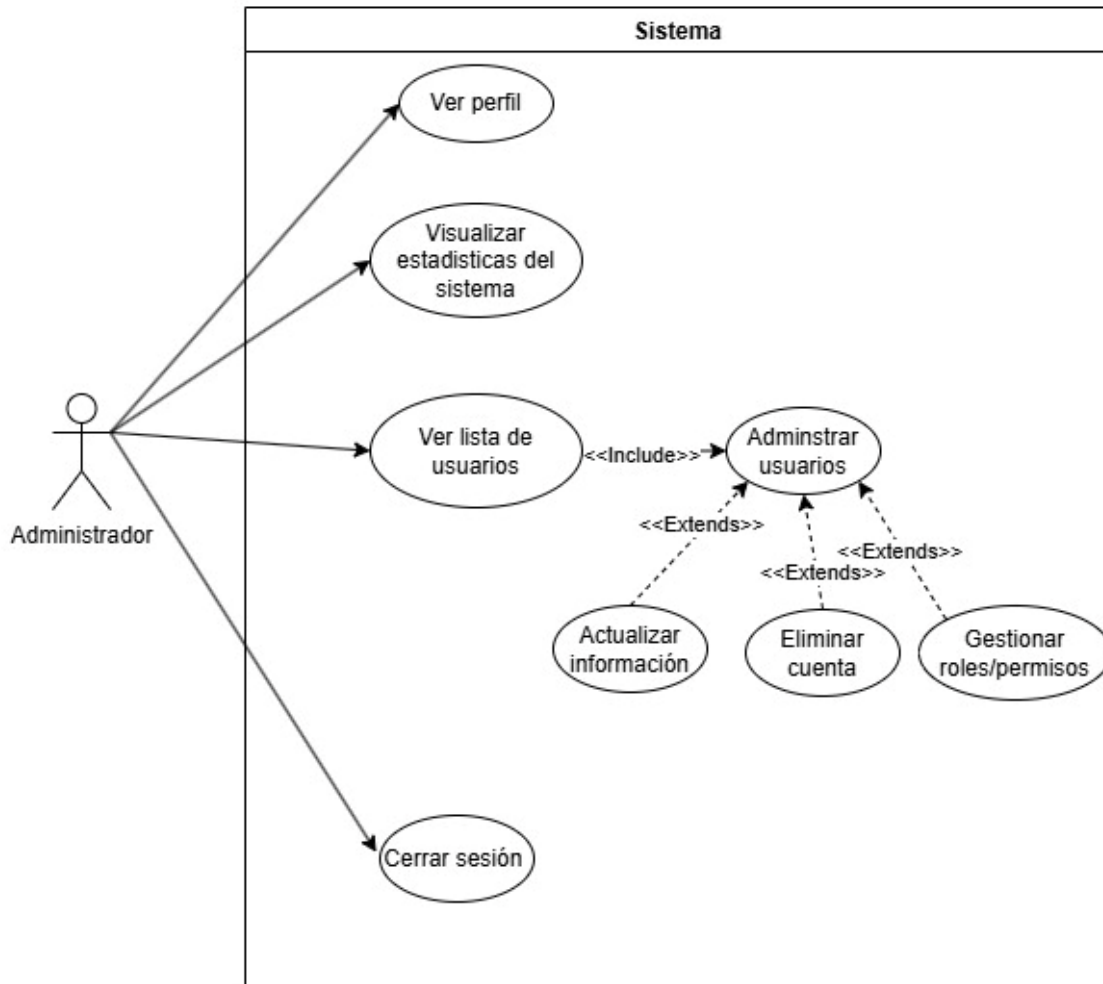 Sistema
Ver perfil
Visualizar
estadisticas del
sistema
Ver lista de
usuarios
<<Include>>
Adminstrar
usuarios
Administrador
<<Extends>>
<<Extends>>
<<Extends>>
Actualizar
información
Eliminar
cuenta
Gestionar
roles/permisos
Cerrar sesión